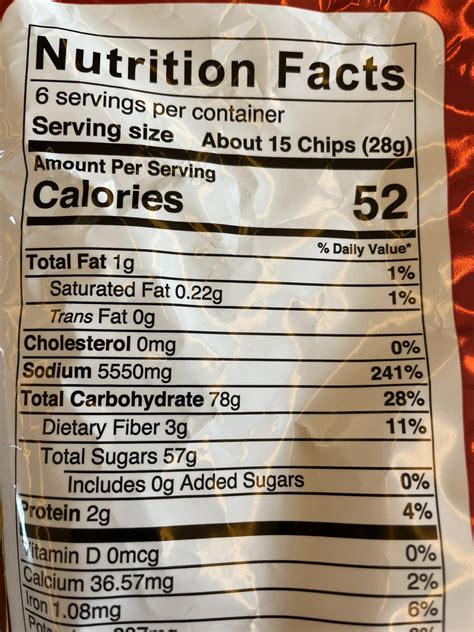 Nutrition Facts
6 servings per container
Serving size About 15 Chips (28g)
Amount Per Serving
Calories 52
% Daily Value*
Total Fat 1g 1%
Saturated Fat 0.22g 1%
Trans Fat 0g
Cholesterol 0mg 0%
Sodium 5550mg 241%
Total Carbohydrate 78g 28%
Dietary Fiber 3g 11%
Total Sugars 57g
Includes 0g Added Sugars 0%
Protein 2g 4%
Vitamin D 0mcg 0%
Calcium 36.57mg 2%
Iron 1.08mg 6%